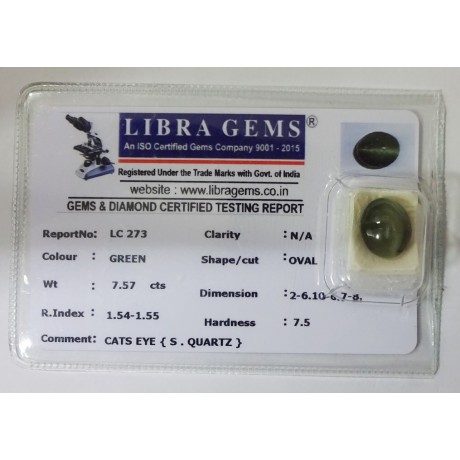 LIBRA GEMS®
An ISO Certified Gems Company 9001 - 2015
Registered Under the Trade Marks with Govt. of India
website : www.libragems.co.in
GEMS & DIAMOND CERTIFIED TESTING REPORT
ReportNo: LC 273 Clarity : N/A
Colour : GREEN Shape/cut : OVAL
Wt : 7.57 cts Dimension : 2-6.10-6.7-8.
R.Index : 1.54-1.55 Hardness : 7.5
Comment: CATS EYE { S . QUARTZ }